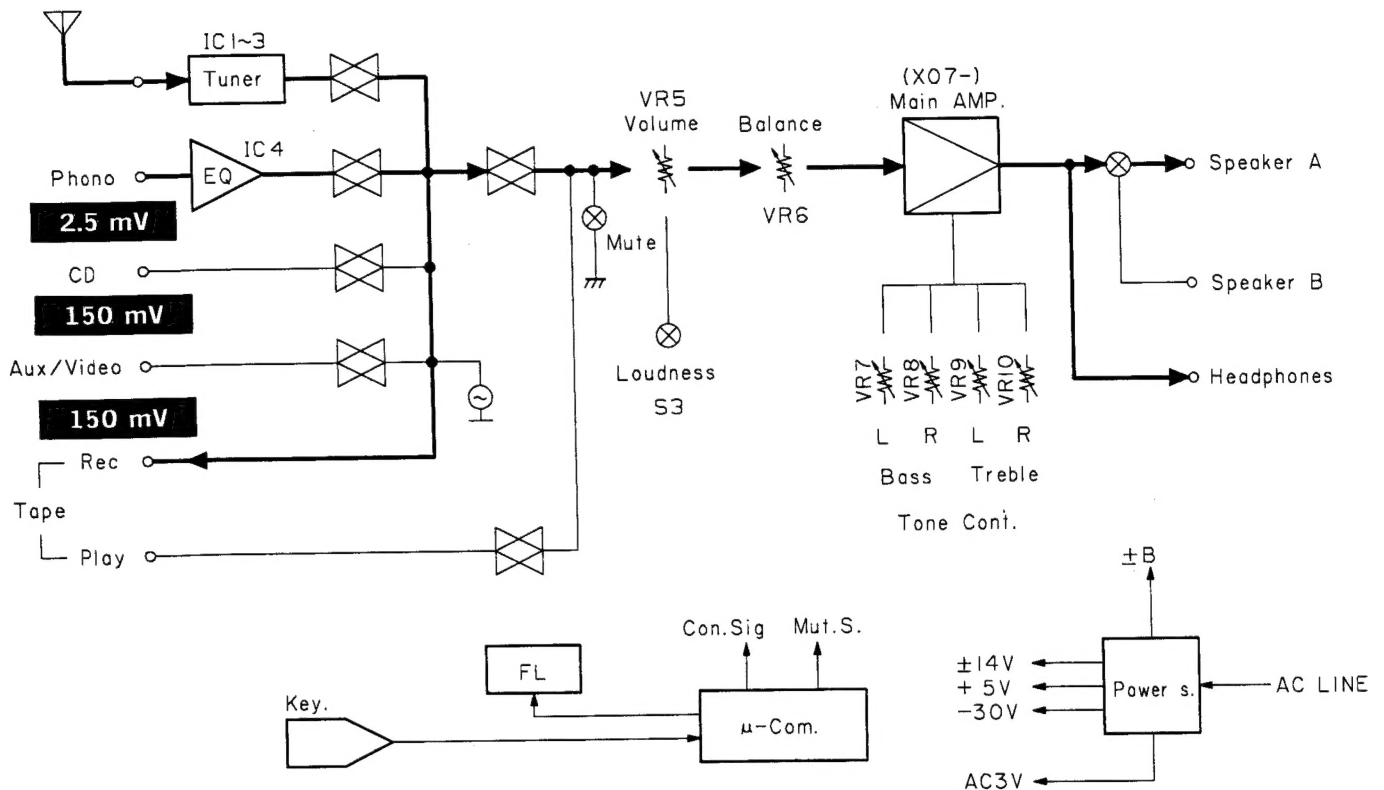 IC1~3
Tuner
(X07-)
Main AMP.
VR5
Volume
Balance
IC4
EQ
Phono
2.5 mV
Speaker A
VR6
Mute
CD
150 mV
Speaker B
Aux/Video
150 mV
Loudness
S3
VR7
VR8
VR9
VR10
Headphones
L R L R
Bass Treble
Tone Cont.
Rec
Tape
Play
±B
Con.Sig Mut.S.
FL
±14V
+5V
-30V
Power s.
AC LINE
Key.
μ-Com.
AC3V